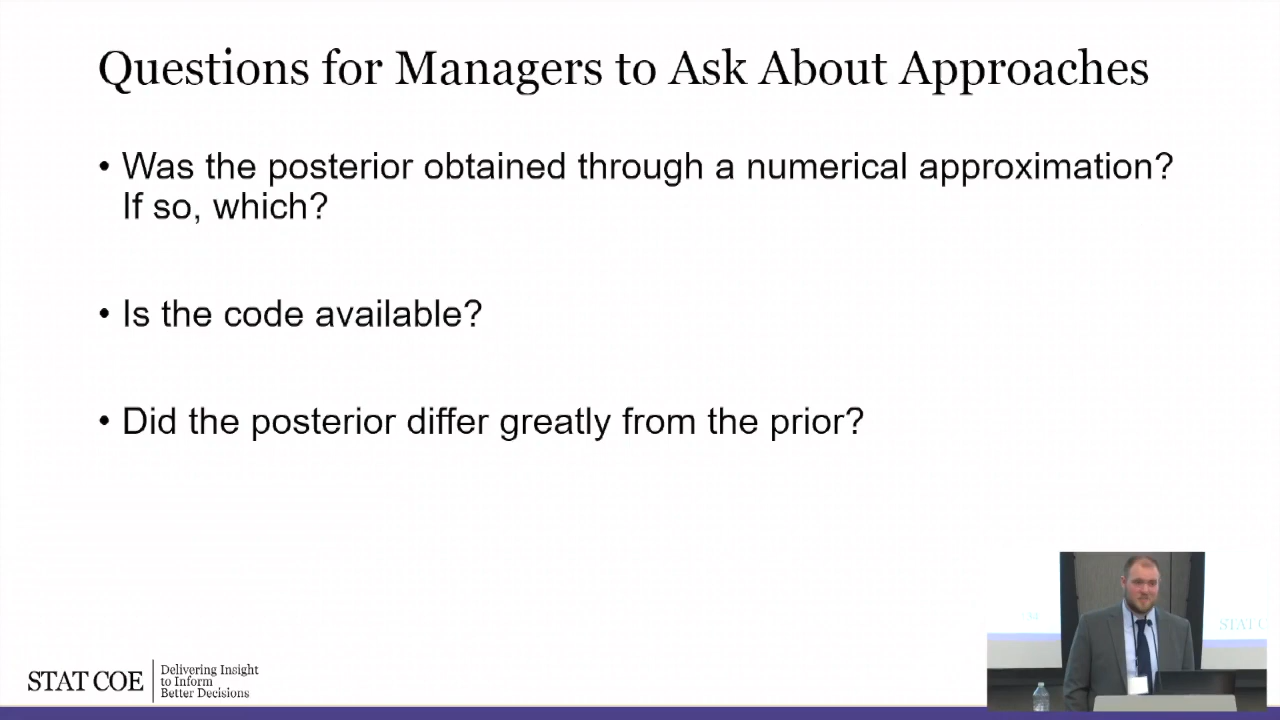 Questions for Managers to Ask About Approaches
• Was the posterior obtained through a numerical approximation?
If so, which?
• Is the code available?
• Did the posterior differ greatly from the prior?
STAT COE
Delivering Insight
to Inform
Better Decisions
STAT C